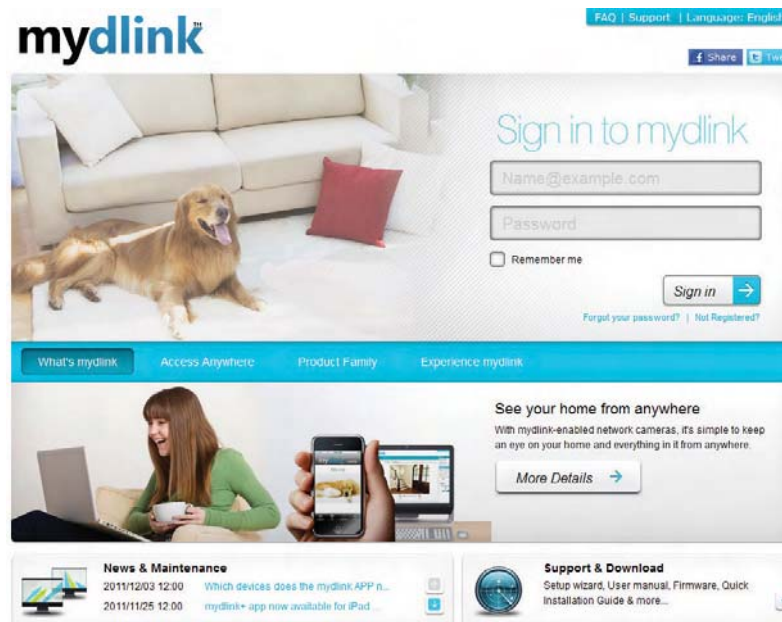 mydlink™
FAQ | Support | Language: English
Share
Sign in to mydlink
Name@example.com
Password
Remember me
Sign in
Forgot your password? | Not Registered?
What's mydlink
Access Anywhere
Product Family
Experience mydlink
See your home from anywhere
With mydlink-enabled network cameras, it's simple to keep
an eye on your home and everything in it from anywhere.
More Details
News & Maintenance
2011/12/03 12:00 Which devices does the mydlink APP n...
2011/11/25 12:00 mydlink+ app now available for iPad ...
Support & Download
Setup wizard, User manual, Firmware, Quick
Installation Guide & more...